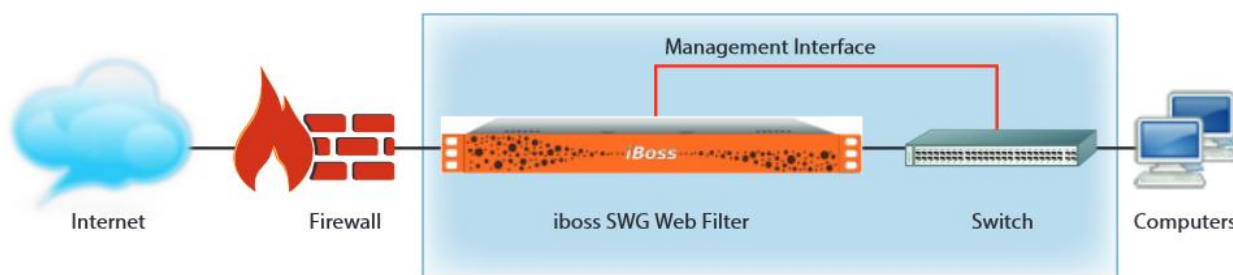 Management Interface
iBoss
Internet
Firewall
iboss SWG Web Filter
Switch
Computers